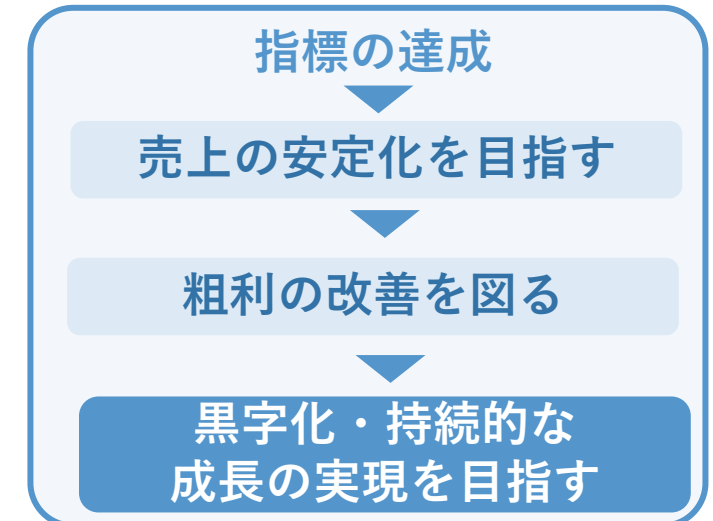 指標の達成
売上の安定化を目指す
粗利の改善を図る
黒字化・持続的な
成長の実現を目指す